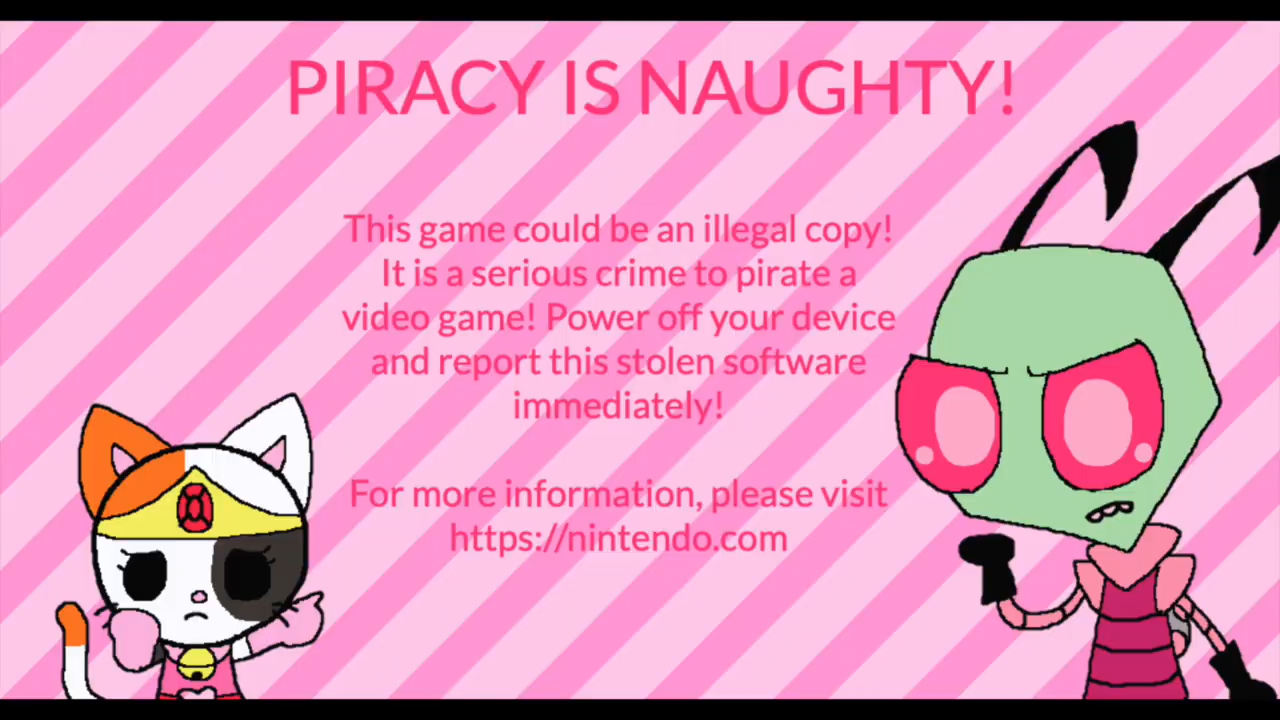 PIRACY IS NAUGHTY!
This game could be an illegal copy!
It is a serious crime to pirate a
video game! Power off your device
and report this stolen software
immediately!
For more information, please visit
https://nintendo.com